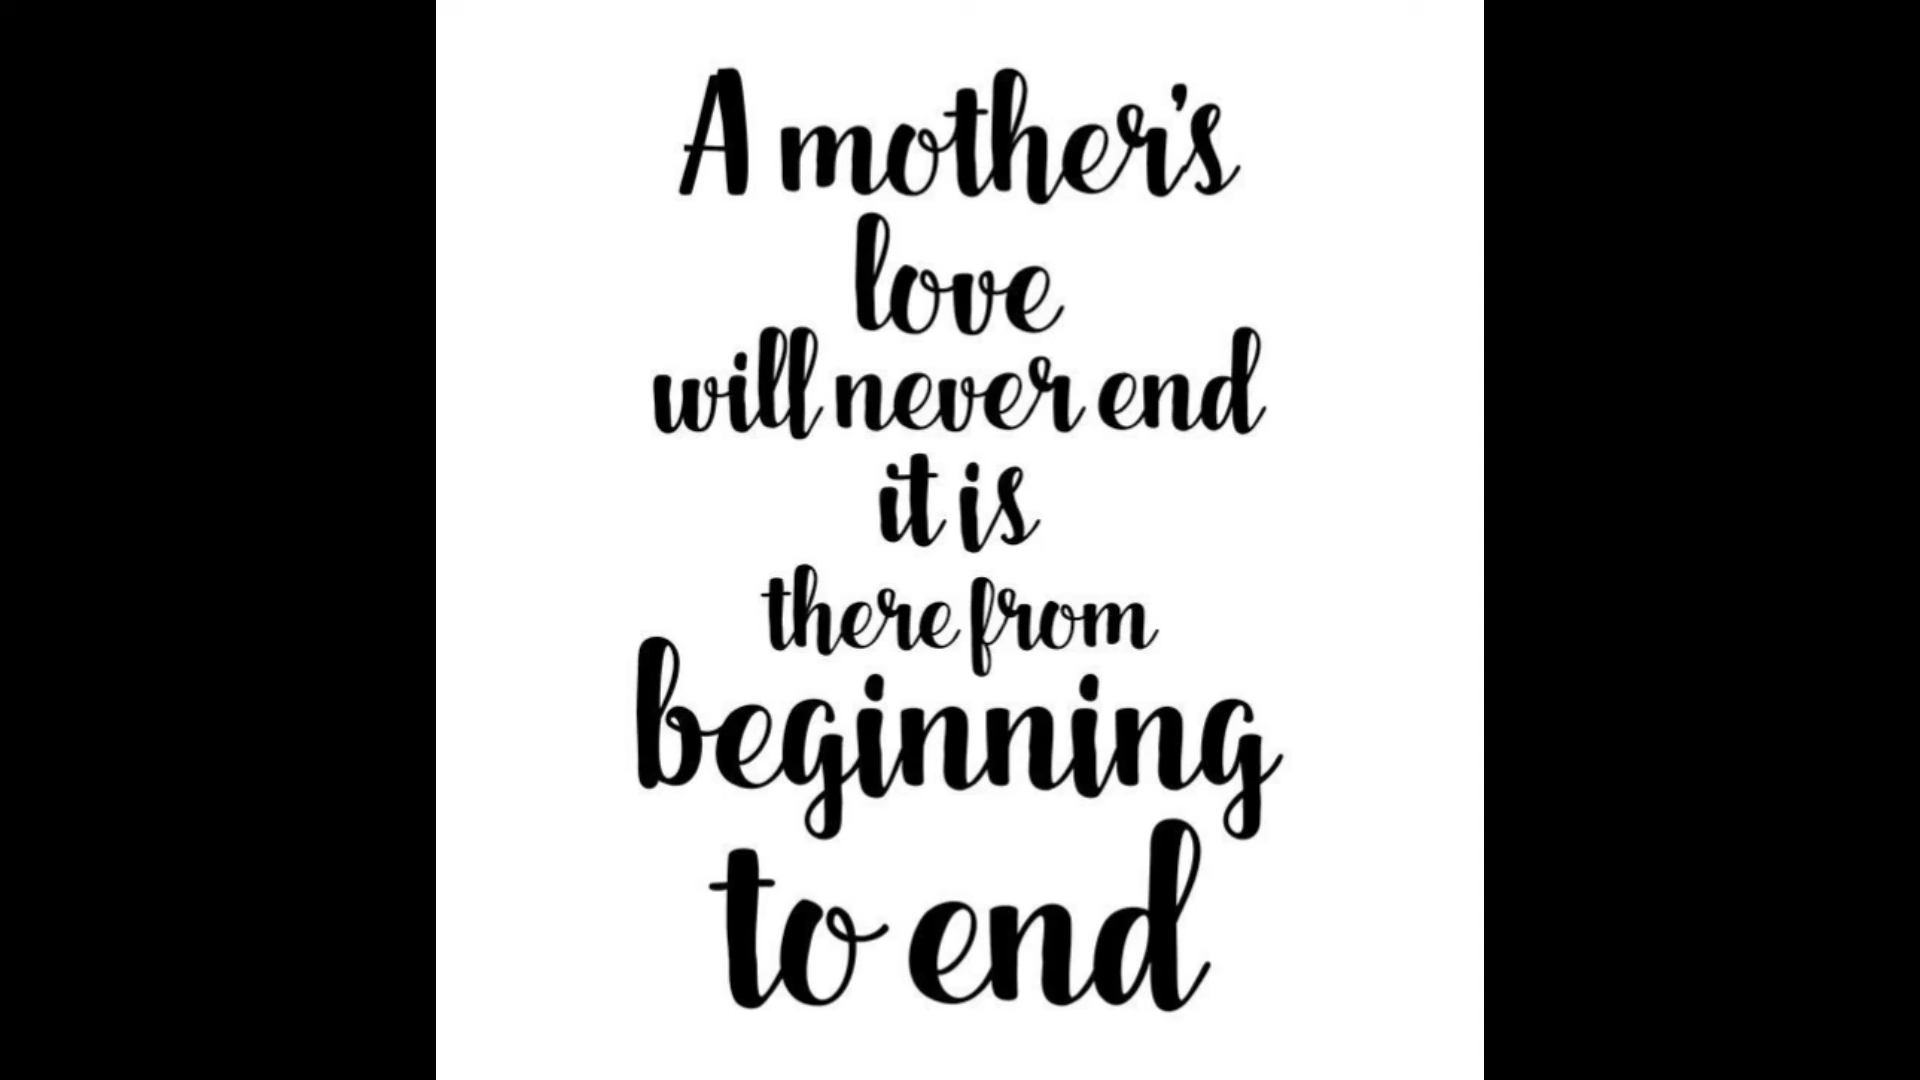 A mother's
love
will never end
it is
there from
beginning
to end